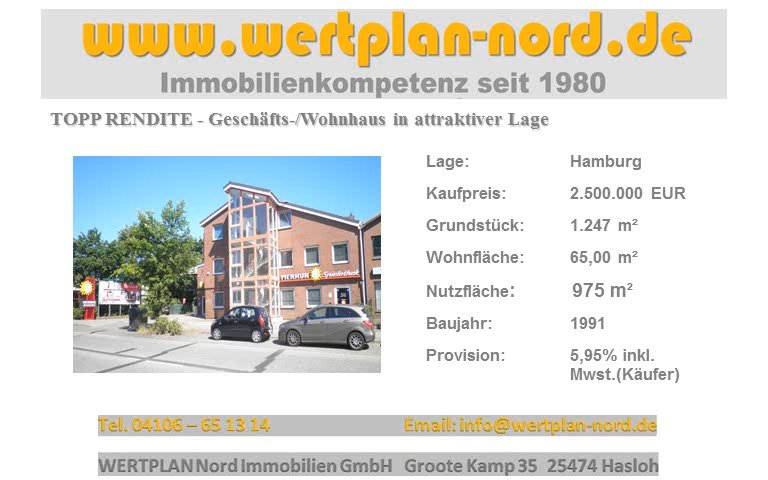 www.wertplan-nord.de
Immobilienkompetenz seit 1980
TOPP RENDITE - Geschäfts-/Wohnhaus in attraktiver Lage
Lage: Hamburg
Kaufpreis: 2.500.000 EUR
Grundstück: 1.247 m²
Wohnfläche: 65,00 m²
Nutzfläche: 975 m²
Baujahr: 1991
Provision: 5,95% inkl.
Mwst.(Käufer)
MERKUR Spielothek
Tel. 04106 – 65 13 14 Email: info@wertplan-nord.de
WERTPLAN Nord Immobilien GmbH Groote Kamp 35 25474 Hasloh